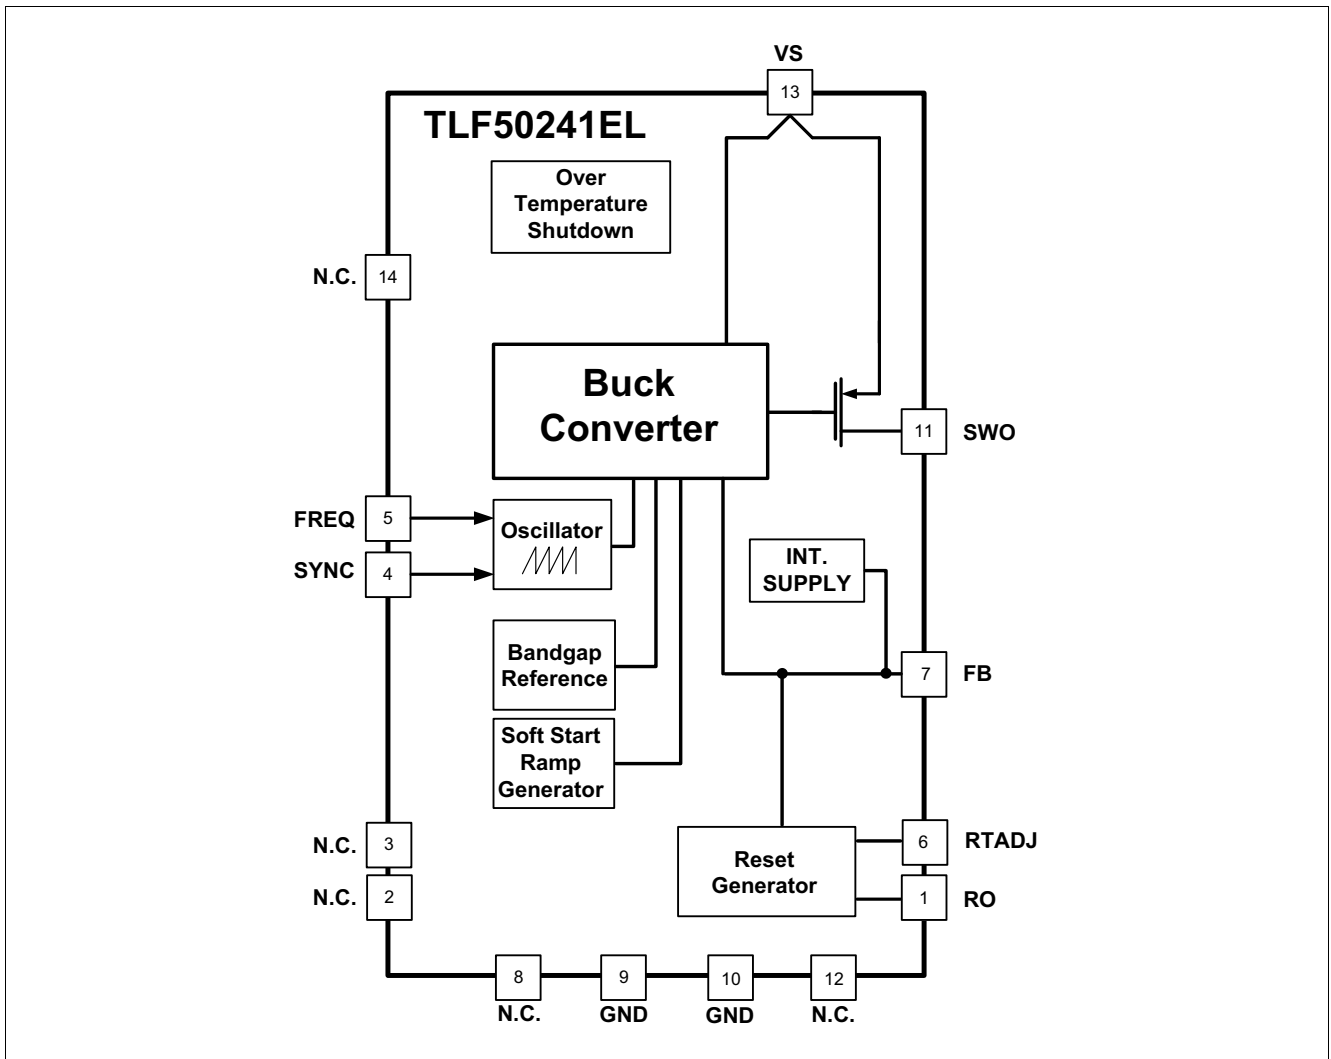 VS
13
TLF50241EL
Over
Temperature
Shutdown
N.C.
14
Buck
Converter
11
SWO
FREQ
5
Oscillator
SYNC
4
INT.
SUPPLY
Bandgap
Reference
7
FB
Soft Start
Ramp
Generator
N.C.
3
Reset
Generator
6
RTADJ
N.C.
2
1
RO
8
9
10
12
N.C.
GND
GND
N.C.